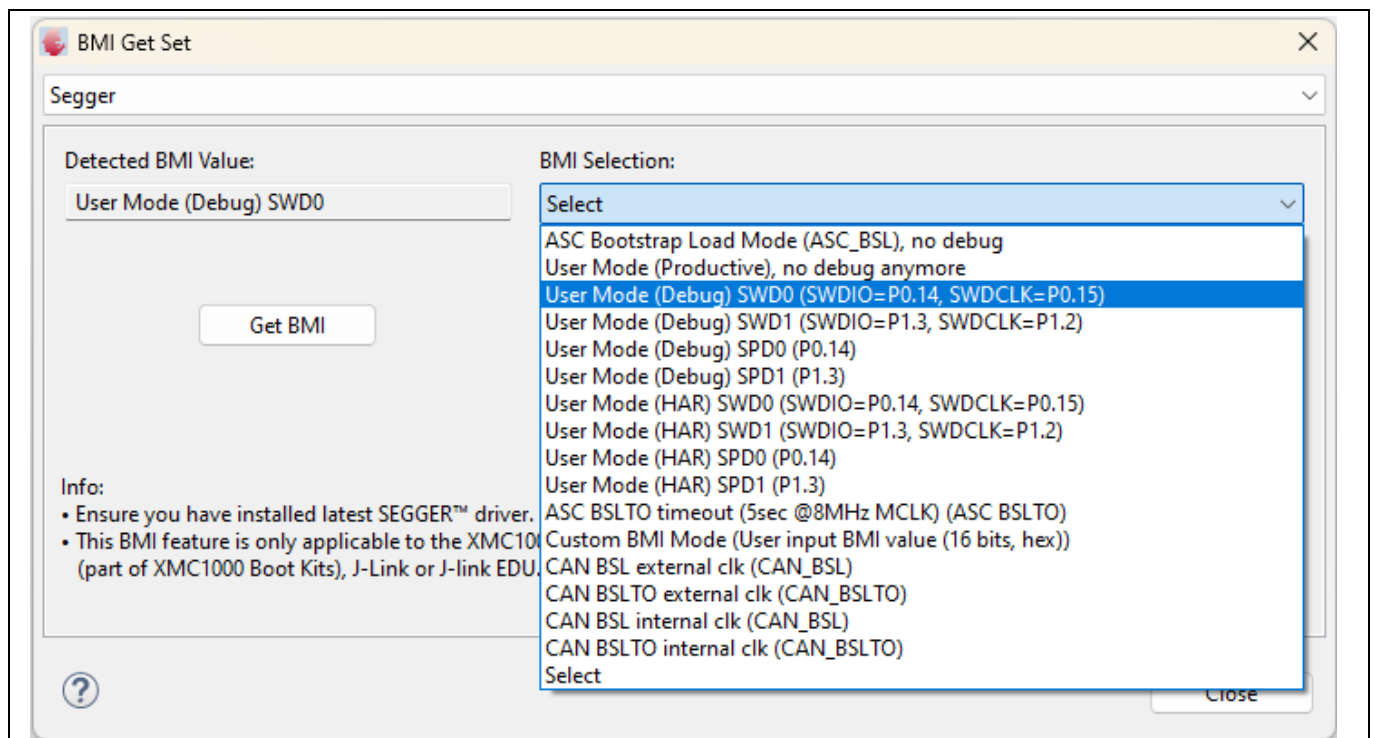 BMI Get Set
Segger
Detected BMI Value:
User Mode (Debug) SWD0
Get BMI
BMI Selection:
Select
ASC Bootstrap Load Mode (ASC_BSL), no debug
User Mode (Productive), no debug anymore
User Mode (Debug) SWD0 (SWDIO=P0.14, SWDCLK=P0.15)
User Mode (Debug) SWD1 (SWDIO=P1.3, SWDCLK=P1.2)
User Mode (Debug) SPD0 (P0.14)
User Mode (Debug) SPD1 (P1.3)
User Mode (HAR) SWD0 (SWDIO=P0.14, SWDCLK=P0.15)
User Mode (HAR) SWD1 (SWDIO=P1.3, SWDCLK=P1.2)
User Mode (HAR) SPD0 (P0.14)
User Mode (HAR) SPD1 (P1.3)
ASC BSLTO timeout (5sec @8MHz MCLK) (ASC BSLTO)
Custom BMI Mode (User input BMI value (16 bits, hex))
CAN BSL external clk (CAN_BSL)
CAN BSLTO external clk (CAN_BSLTO)
CAN BSL internal clk (CAN_BSL)
CAN BSLTO internal clk (CAN_BSLTO)
Select
Info:
• Ensure you have installed latest SEGGER™ driver.
• This BMI feature is only applicable to the
(part of XMC1000 Boot Kits), J-Link or J-link EDU.
?
Close